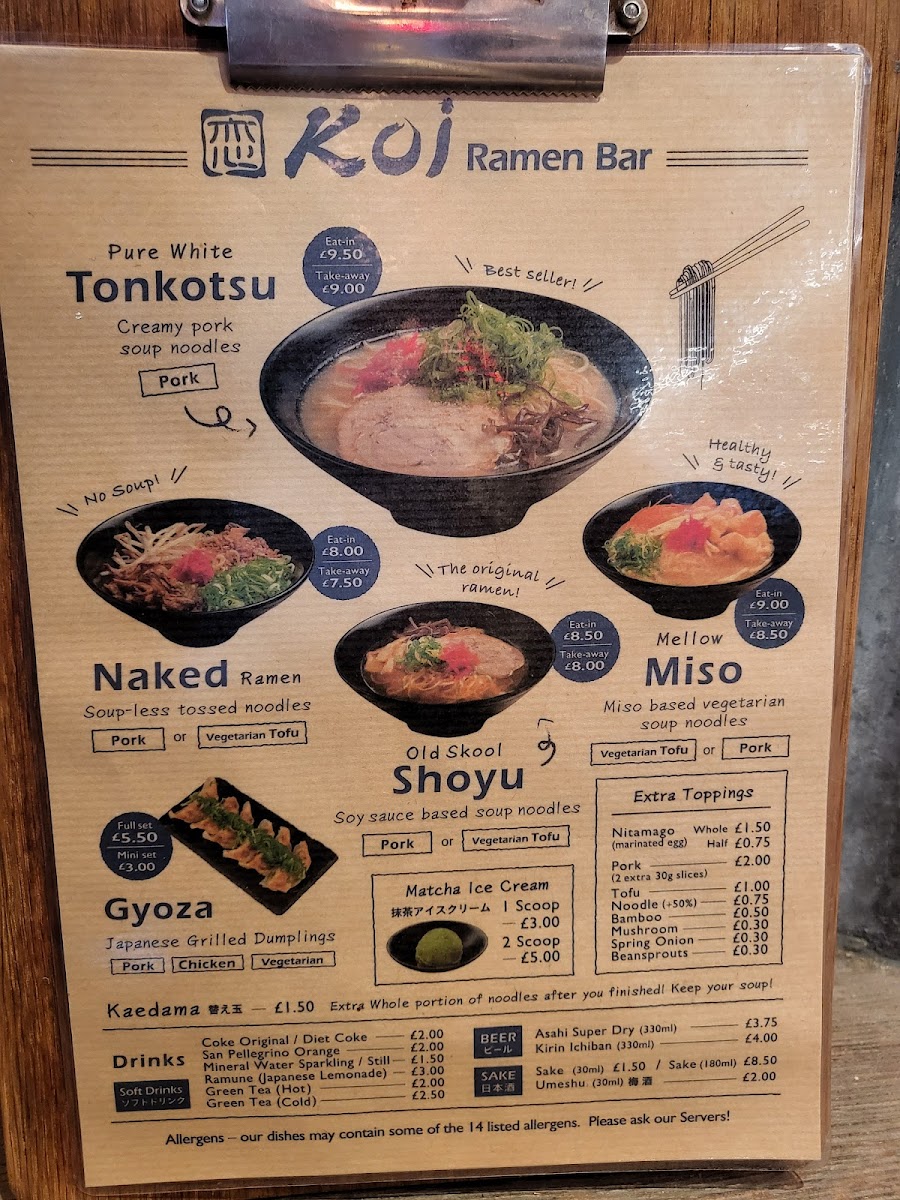 恋 Koi Ramen Bar
Pure White
Tonkotsu
Creamy pork
soup noodles
Pork
Eat-in
£9.50
Take-away
£9.00
Best seller!
No Soup!
Eat-in
£8.00
Take-away
£7.50
Naked Ramen
Soup-less tossed noodles
Pork or Vegetarian Tofu
The original
ramen!
Eat-in
£8.50
Take-away
£8.00
Old Skool
Shoyu
Soy sauce based soup noodles
Pork or Vegetarian Tofu
Healthy
& tasty!
Eat-in
£9.00
Take-away
£8.50
Mellow
Miso
Miso based vegetarian
soup noodles
Vegetarian Tofu or Pork
Full set
£5.50
Mini set
£3.00
Gyoza
Japanese Grilled Dumplings
Pork Chicken Vegetarian
Matcha Ice Cream
抹茶アイスクリーム 1 Scoop
— £3.00
2 Scoop
— £5.00
Extra Toppings
Nitamago Whole £1.50
(marinated egg) Half £0.75
Pork — £2.00
(2 extra 30g slices)
Tofu — £1.00
Noodle (+50%) — £0.75
Bamboo — £0.50
Mushroom — £0.30
Spring Onion — £0.30
Beansprouts — £0.30
Kaedama 替え玉 — £1.50 Extra Whole portion of noodles after you finished! Keep your soup!
Drinks
Soft Drinks
ソフトドリンク
Coke Original / Diet Coke — £2.00
San Pellegrino Orange — £2.00
Mineral Water Sparkling / Still — £1.50
Ramune (Japanese Lemonade) — £3.00
Green Tea (Hot) — £2.00
Green Tea (Cold) — £2.50
BEER
ビール
Asahi Super Dry (330ml) — £3.75
Kirin Ichiban (330ml) — £4.00
SAKE
日本酒
Sake (30ml) £1.50 / Sake (180ml) £8.50
Umeshu (30ml) 梅酒 £2.00
Allergens – our dishes may contain some of the 14 listed allergens. Please ask our Servers!